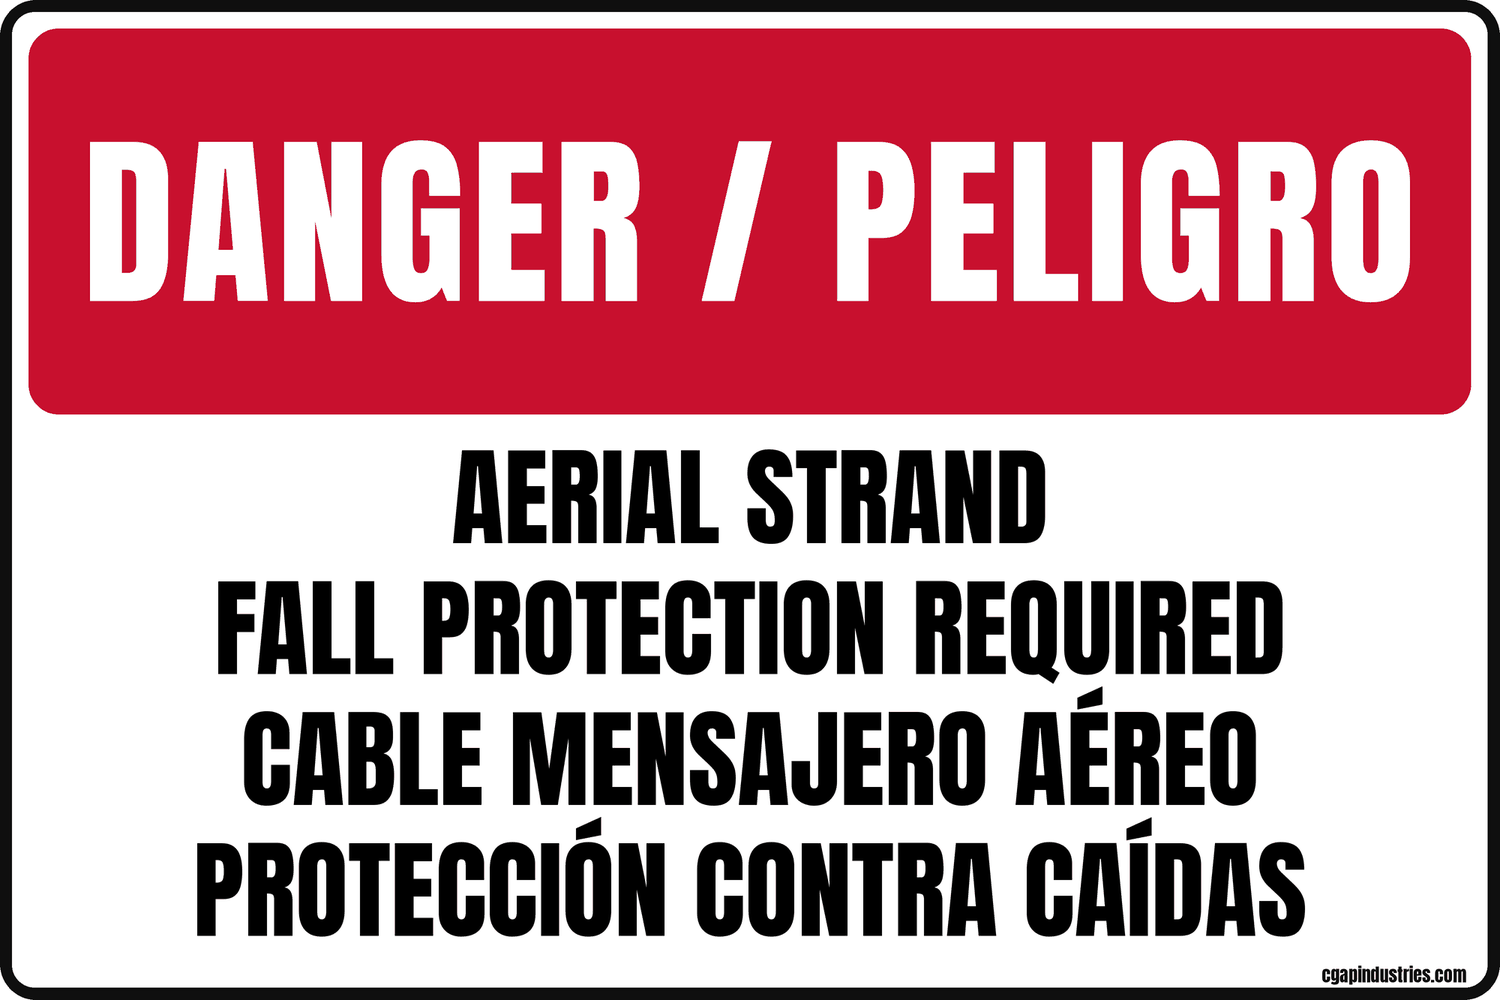 DANGER / PELIGRO
AERIAL STRAND
FALL PROTECTION REQUIRED
CABLE MENSAJERO AÉREO
PROTECCIÓN CONTRA CAÍDAS
cgapindustries.com